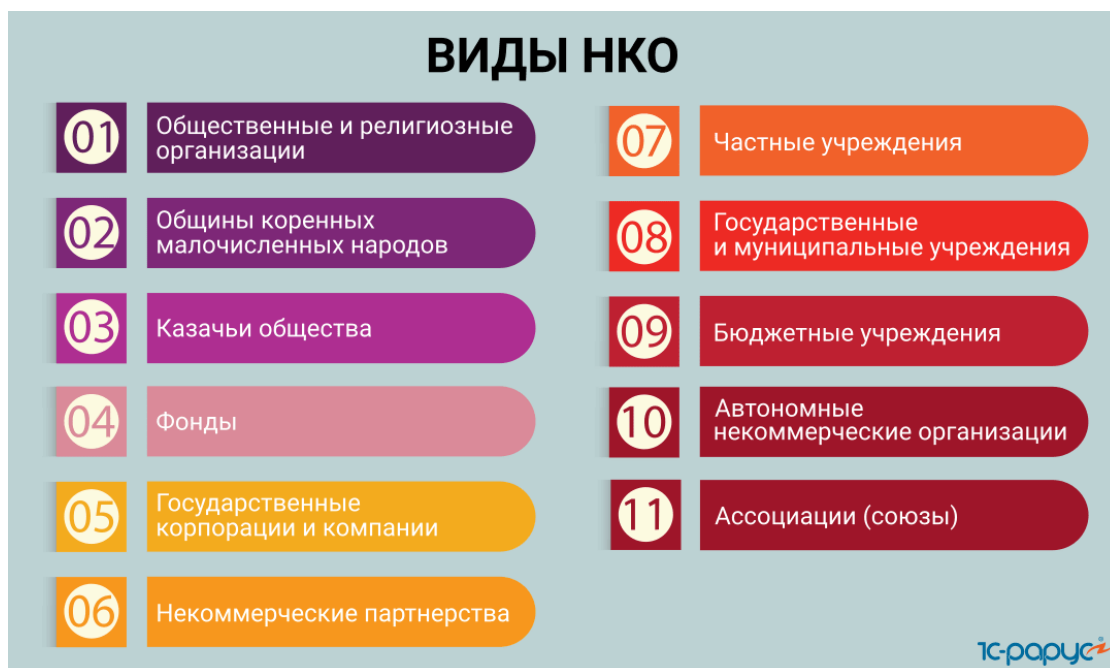 ВИДЫ НКО
01
Общественные и религиозные
организации
02
Общины коренных
малочисленных народов
03
Казачьи общества
04
Фонды
05
Государственные
корпорации и компании
06
Некоммерческие партнерства
07
Частные учреждения
08
Государственные
и муниципальные учреждения
09
Бюджетные учреждения
10
Автономные
некоммерческие организации
11
Ассоциации (союзы)
1С-рарус